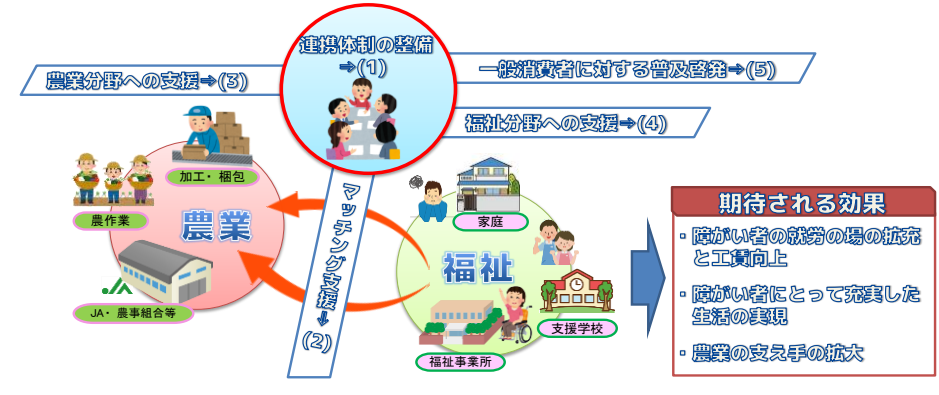 連携体制の整備
⇒(1)
農業分野への支援⇒(3)
一般消費者に対する普及啓発⇒(5)
福祉分野への支援⇒(4)
マッチング支援⇒(2)
加工・梱包
農作業
農業
JA・農事組合等
家庭
福祉
支援学校
福祉事業所
期待される効果
・障がい者の就労の場の拡充
と工賃向上
・障がい者にとって充実した
生活の実現
・農業の支え手の拡大